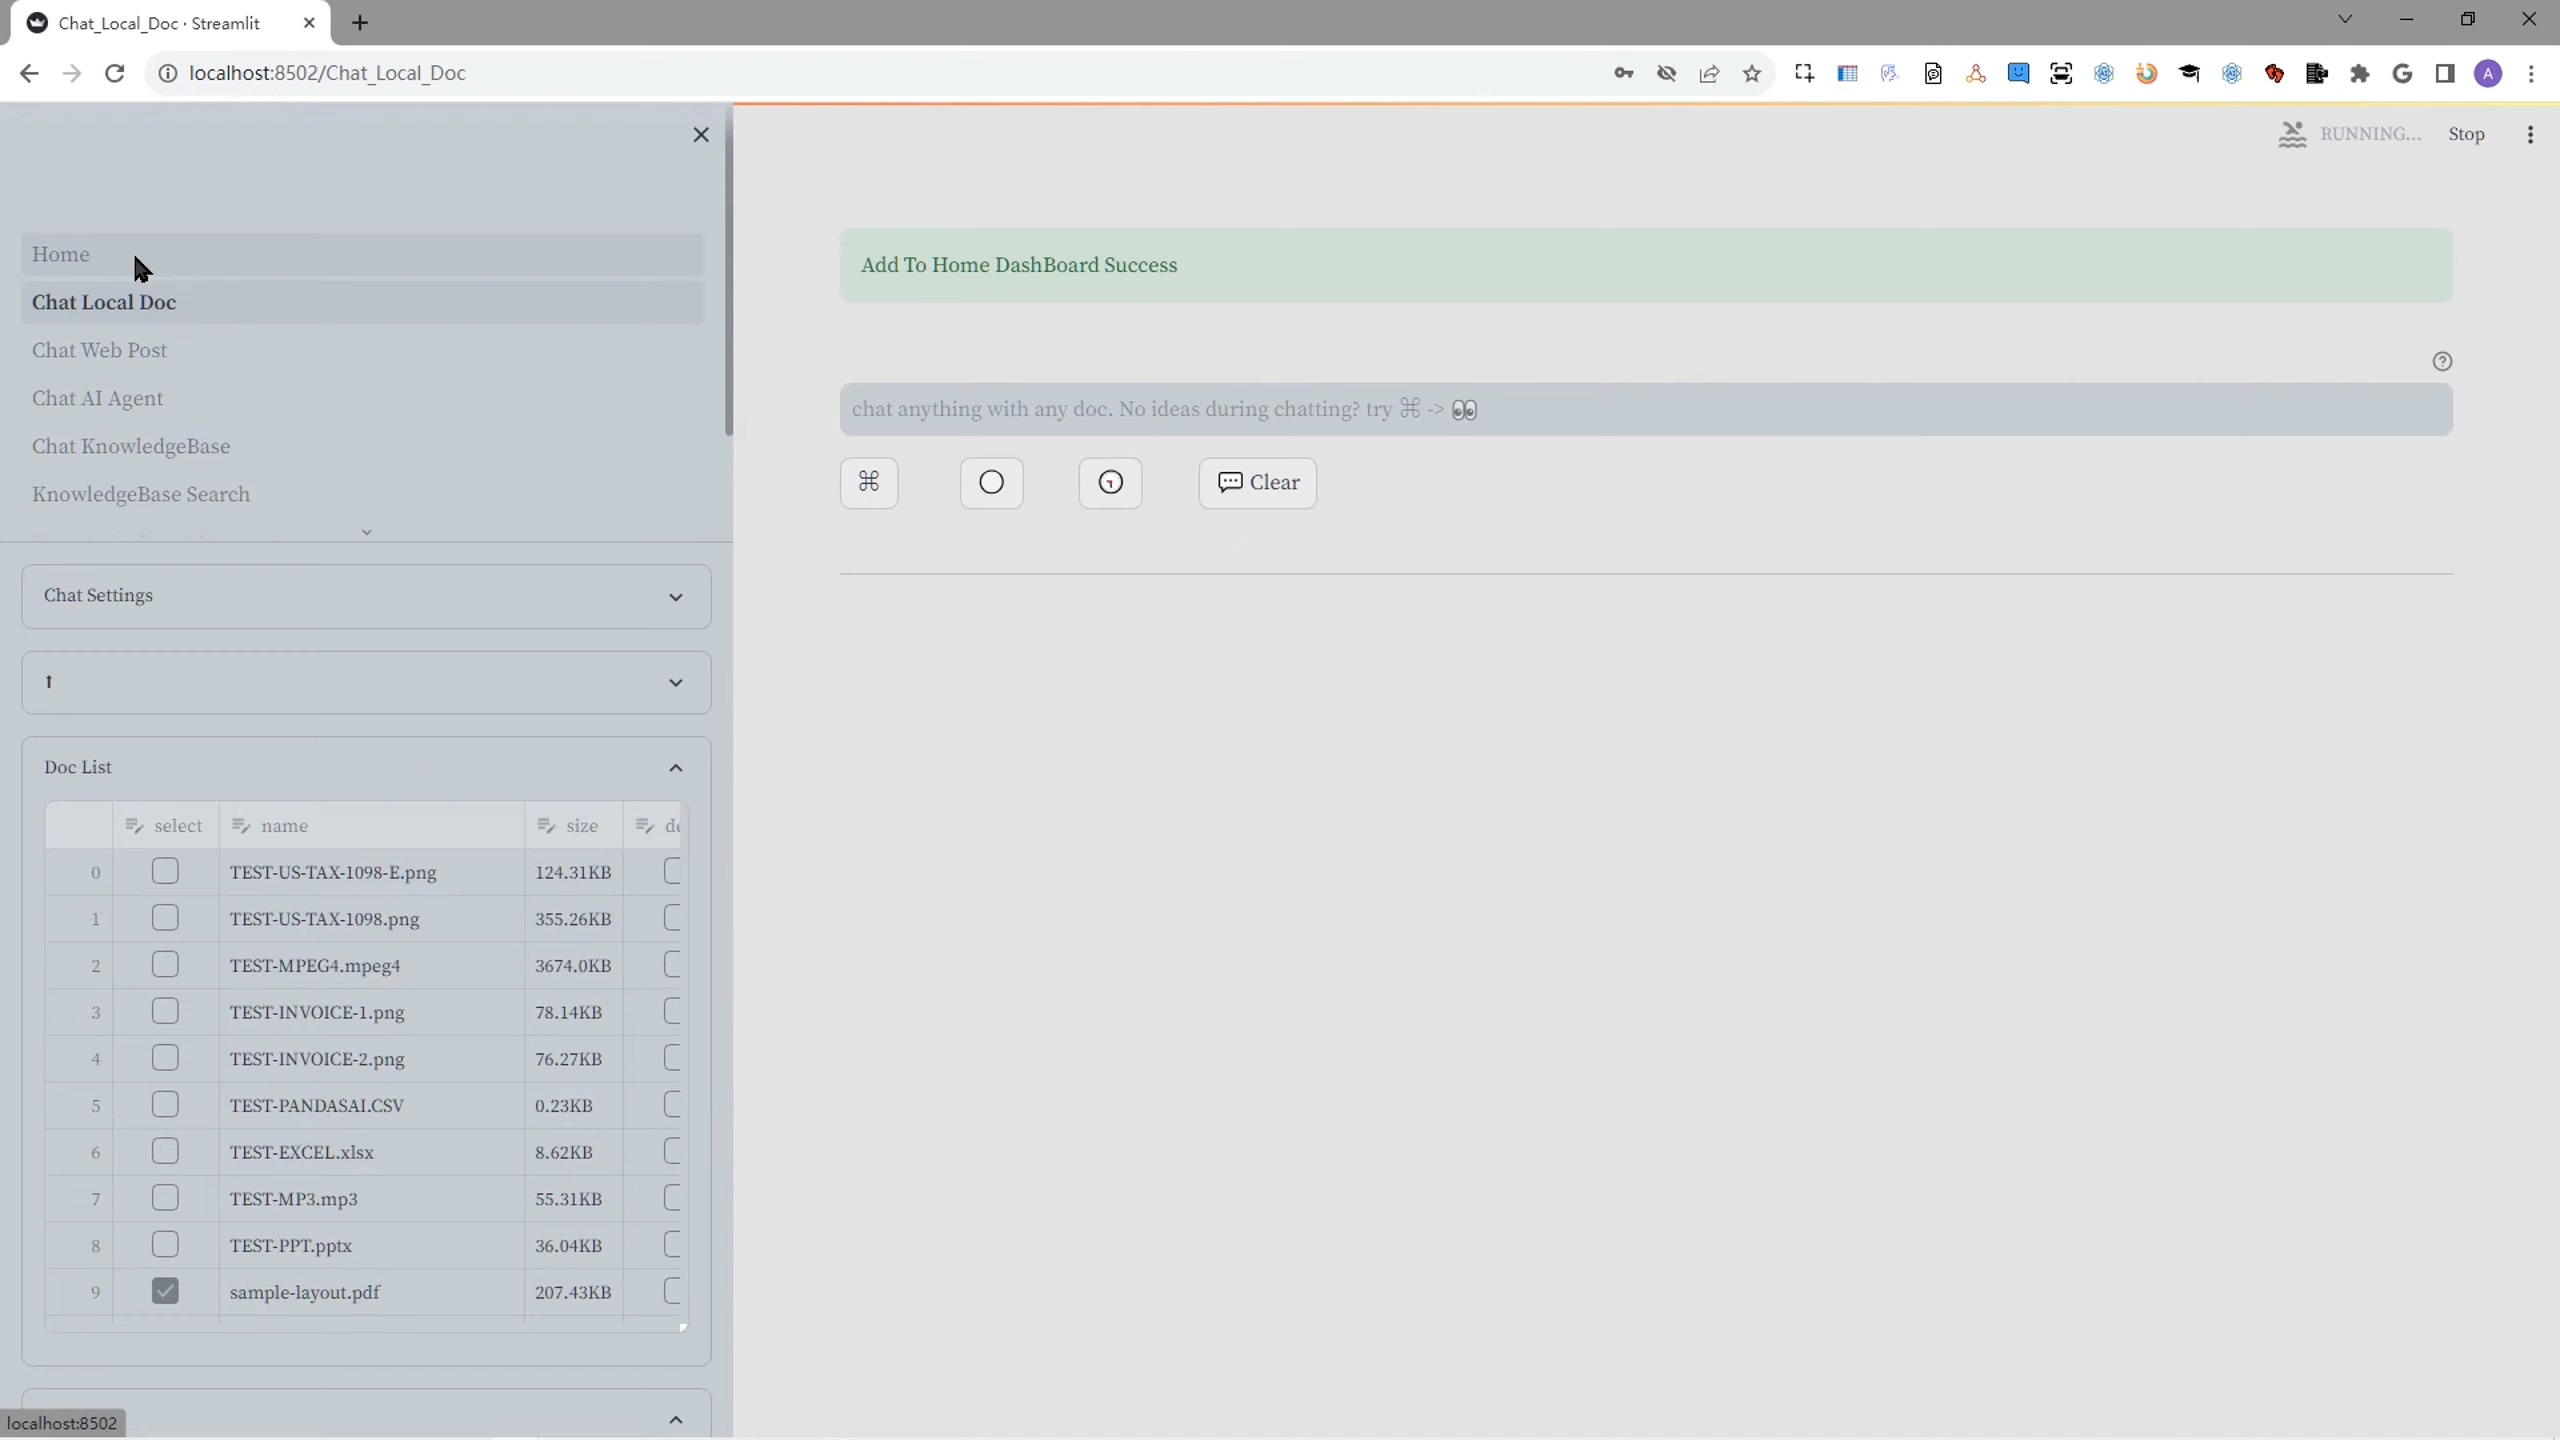 Chat_Local_Doc · Streamlit
localhost:8502/Chat_Local_Doc
A
RUNNING...
Stop
Home
Chat Local Doc
Chat Web Post
Chat AI Agent
Chat KnowledgeBase
KnowledgeBase Search
Chat Settings
Doc List
select name size de
0 TEST-US-TAX-1098-E.png 124.31KB
1 TEST-US-TAX-1098.png 355.26KB
2 TEST-MPEG4.mpeg4 3674.0KB
3 TEST-INVOICE-1.png 78.14KB
4 TEST-INVOICE-2.png 76.27KB
5 TEST-PANDASAI.CSV 0.23KB
6 TEST-EXCEL.xlsx 8.62KB
7 TEST-MP3.mp3 55.31KB
8 TEST-PPT.pptx 36.04KB
9 sample-layout.pdf 207.43KB
localhost:8502
Add To Home DashBoard Success
chat anything with any doc. No ideas during chatting? try ⌘ -> 👀
⌘
Clear